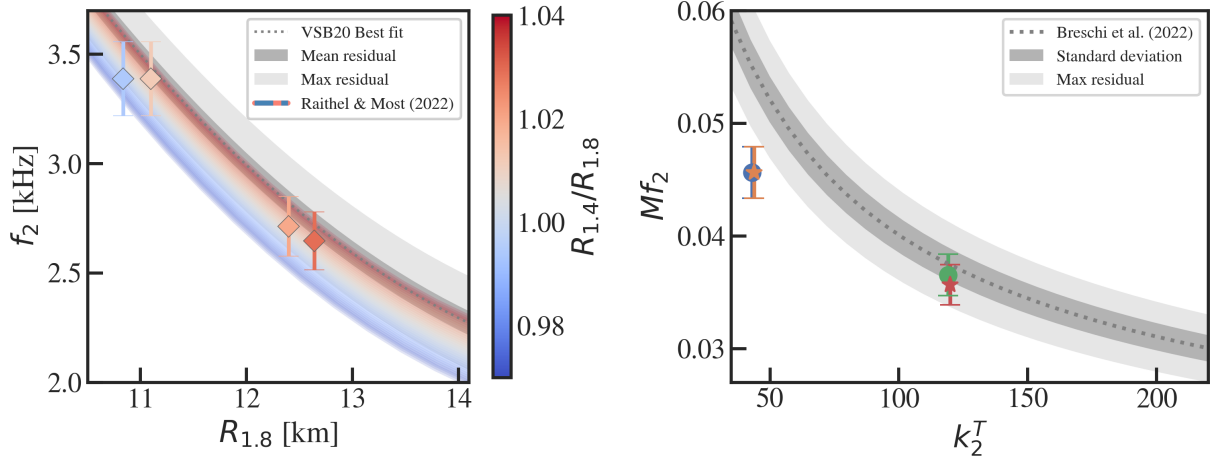 VSB20 Best fit
Mean residual
Max residual
Raithel & Most (2022)
3.5
3.0
2.5
2.0
f₂ [kHz]
11
12
13
14
R₁.₈ [km]
1.04
1.02
1.00
0.98
R₁.₄/R₁.₈
Breschi et al. (2022)
Standard deviation
Max residual
0.06
0.05
0.04
0.03
Mf₂
50
100
150
200
k₂ᵀ